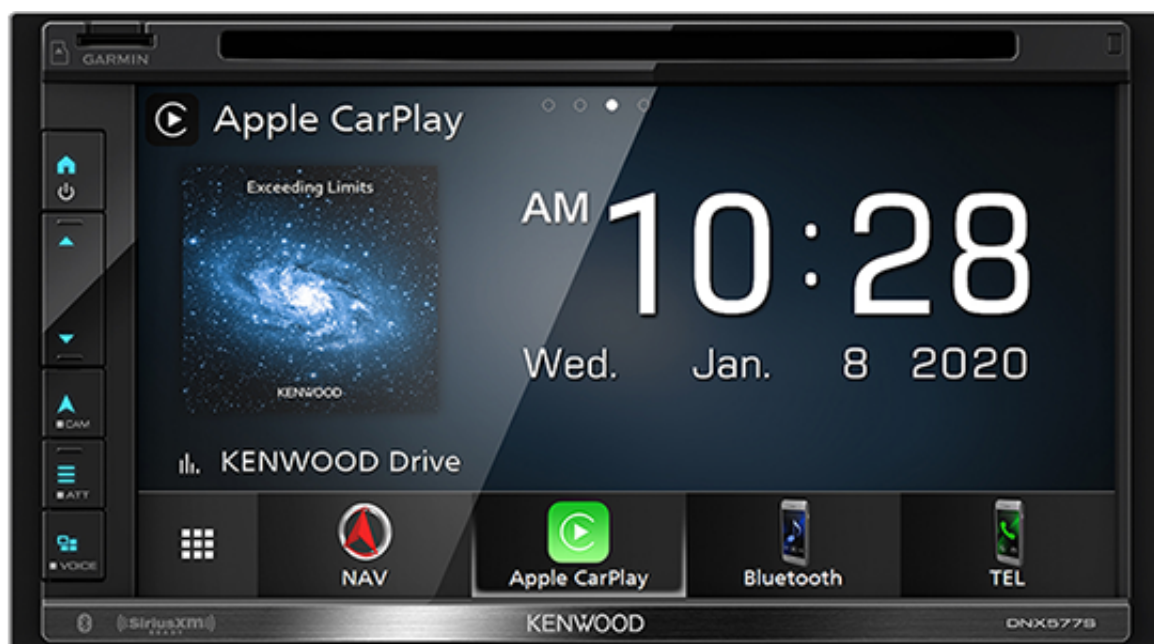 GARMIN
Apple CarPlay
Exceeding Limits
KENWOOD
AM 10:28
Wed. Jan. 8 2020
KENWOOD Drive
CAM
ATT
VOICE
NAV
Apple CarPlay
Bluetooth
TEL
((SiriusXM))
READY
KENWOOD
DNX577S